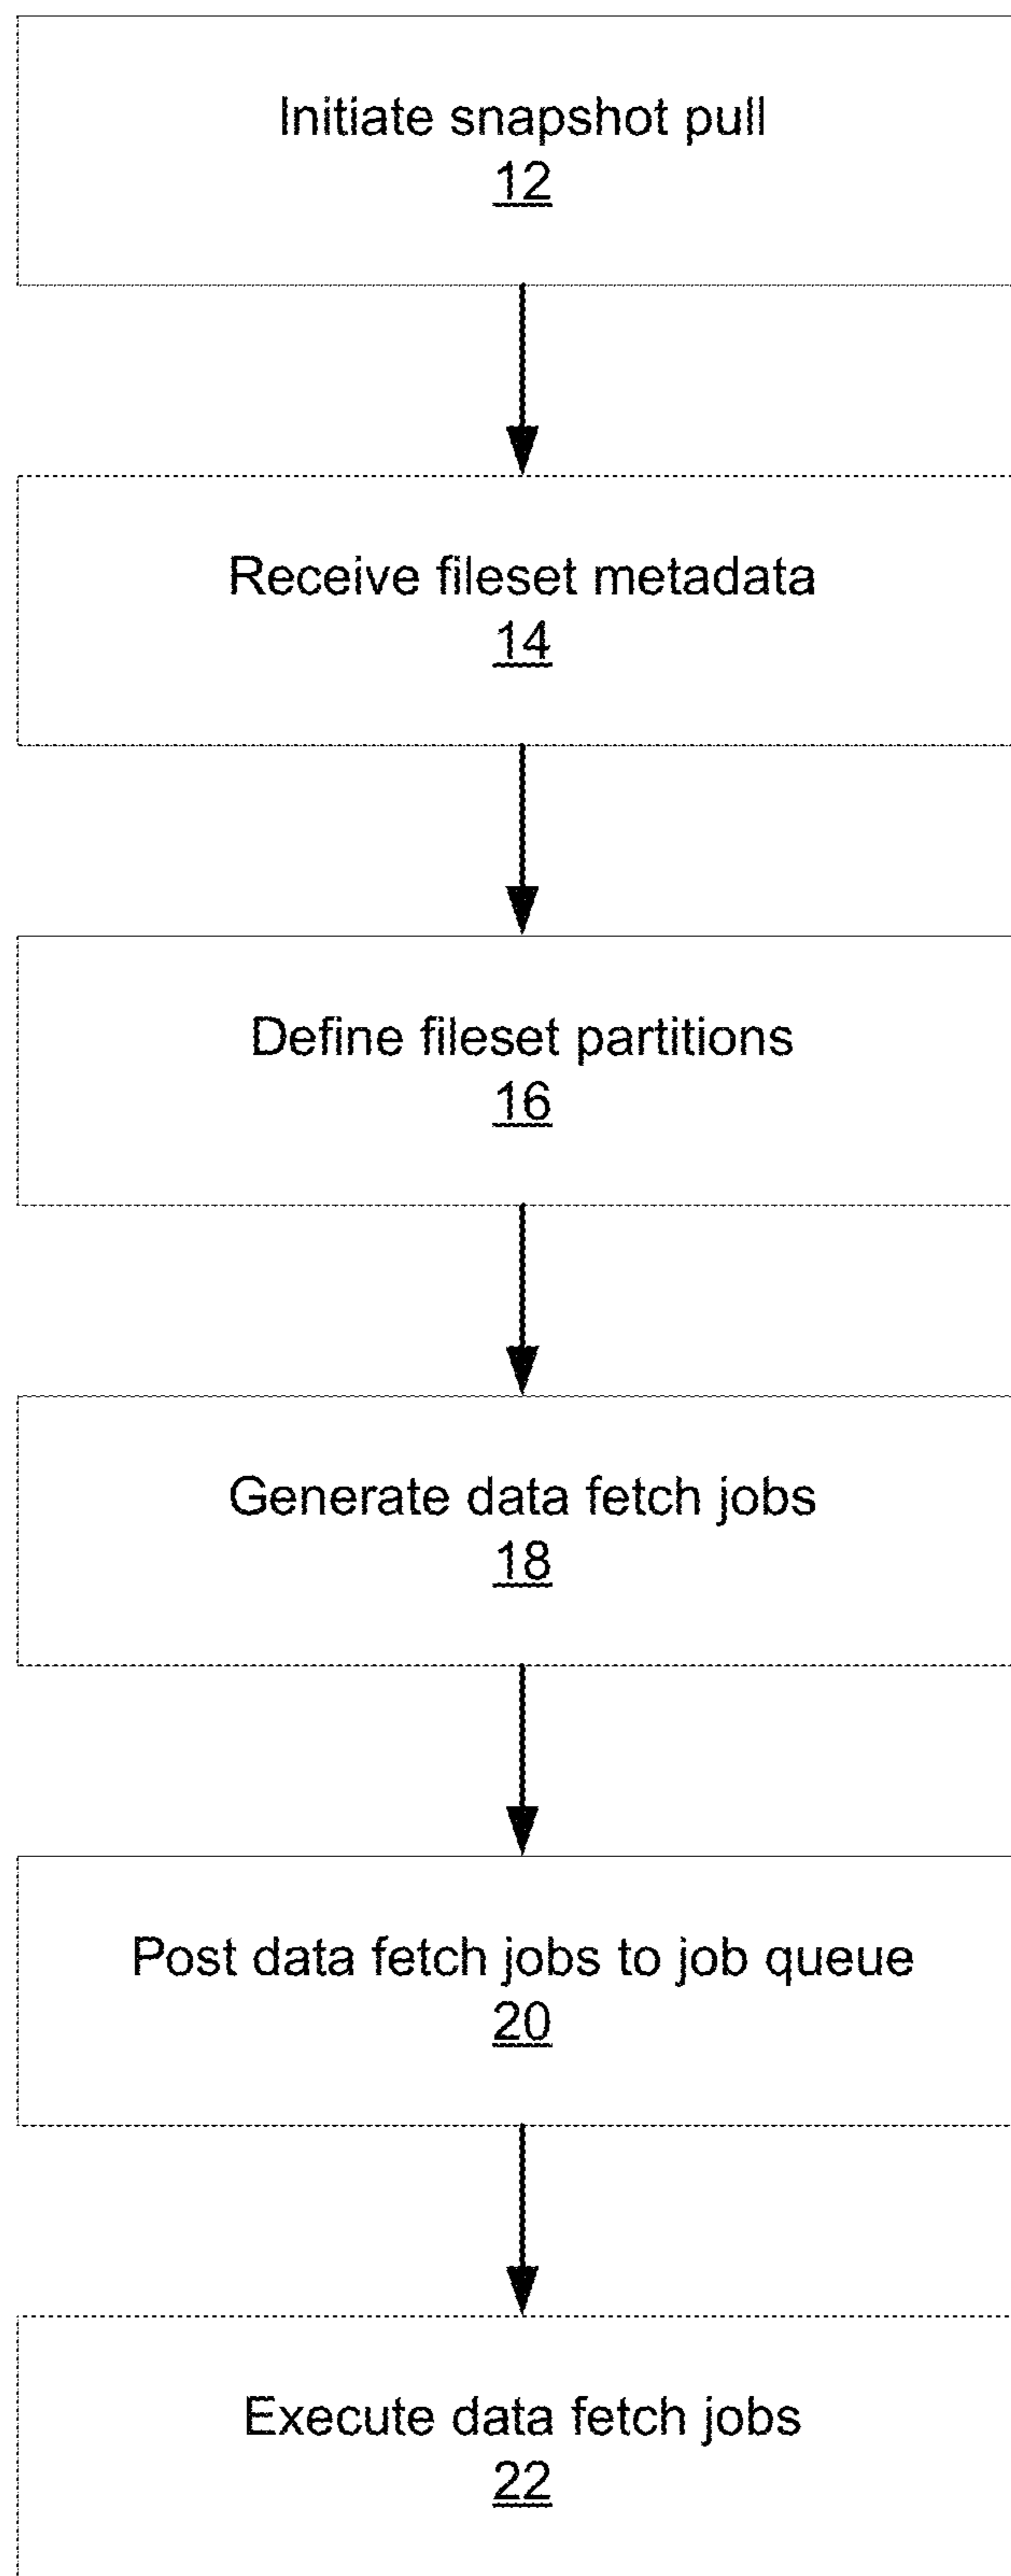 Initiate snapshot pull
12
Receive fileset metadata
14
Define fileset partitions
16
Generate data fetch jobs
18
Post data fetch jobs to job queue
20
Execute data fetch jobs
22